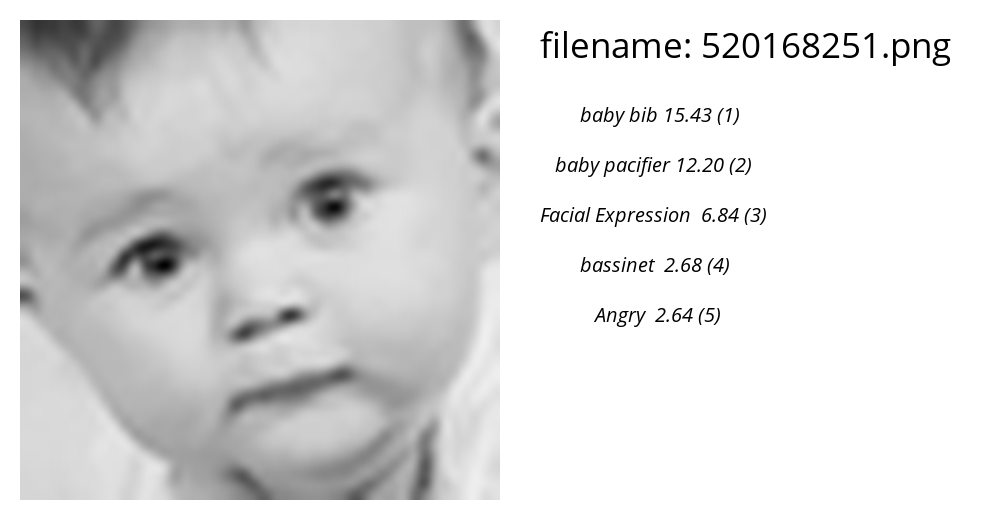 filename: 520168251.png
baby bib 15.43 (1)
baby pacifier 12.20 (2)
Facial Expression 6.84 (3)
bassinet 2.68 (4)
Angry 2.64 (5)